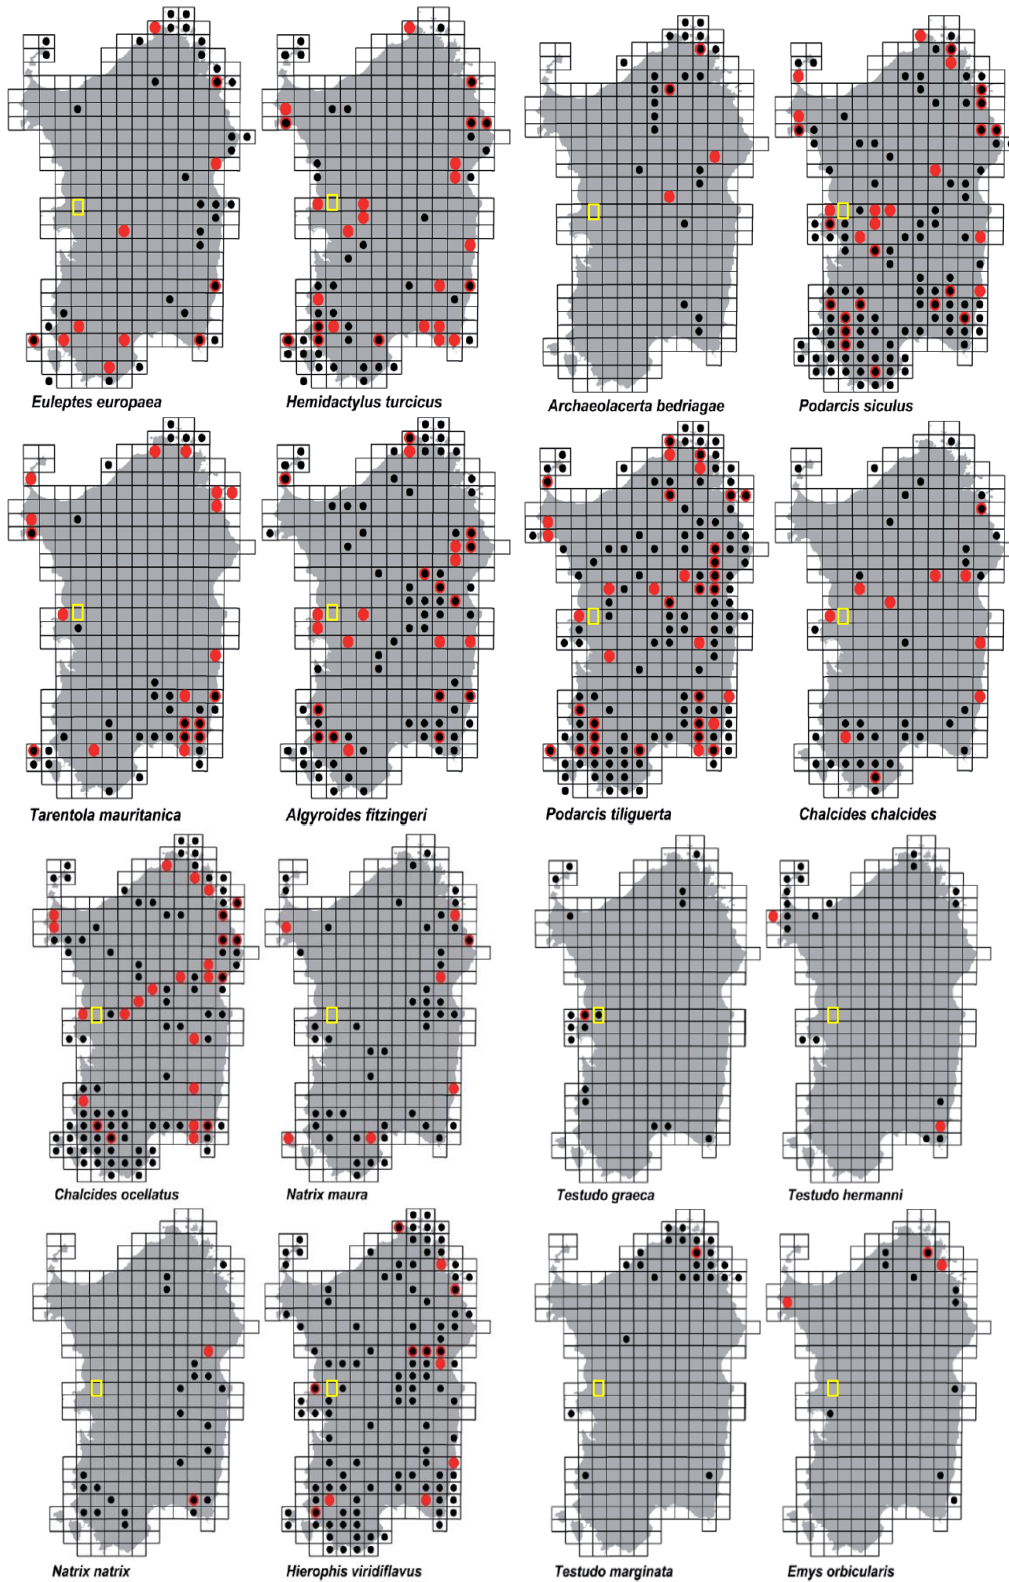 Euleptes europaea
Hemidactylus turcicus
Archaeolacerta bedriagae
Podarcis siculus
Tarentola mauritanica
Algyroides fitzingeri
Podarcis tiliguerta
Chalcides chalcides
Chalcides ocellatus
Natrix maura
Testudo graeca
Testudo hermanni
Natrix natrix
Hierophis viridiflavus
Testudo marginata
Emys orbicularis